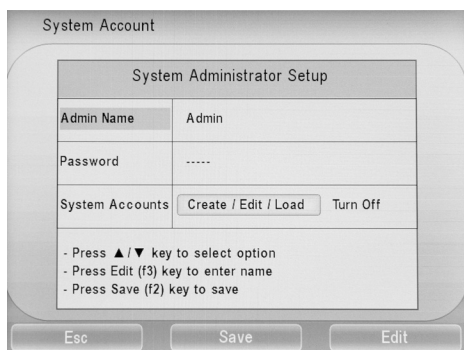 System Account
System Administrator Setup
Admin Name Admin
Password -----
System Accounts Create / Edit / Load Turn Off
- Press ▲/▼ key to select option
- Press Edit (f3) key to enter name
- Press Save (f2) key to save
Esc Save Edit